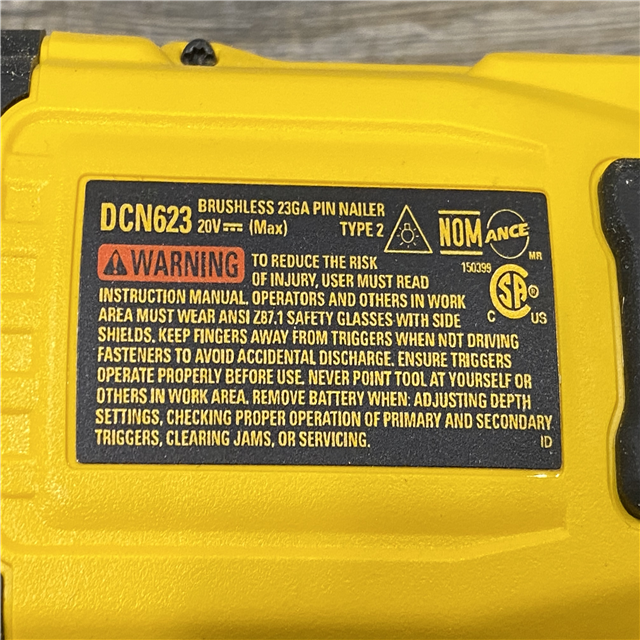 DCN623 BRUSHLESS 23GA PIN NAILER
20V⎓ (Max) TYPE 2
NOM ANCE
MR
150399
SA ®
C US
⚠WARNING TO REDUCE THE RISK
OF INJURY, USER MUST READ
INSTRUCTION MANUAL. OPERATORS AND OTHERS IN WORK
AREA MUST WEAR ANSI Z87.1 SAFETY GLASSES WITH SIDE
SHIELDS. KEEP FINGERS AWAY FROM TRIGGERS WHEN NOT DRIVING
FASTENERS TO AVOID ACCIDENTAL DISCHARGE. ENSURE TRIGGERS
OPERATE PROPERLY BEFORE USE. NEVER POINT TOOL AT YOURSELF OR
OTHERS IN WORK AREA. REMOVE BATTERY WHEN: ADJUSTING DEPTH
SETTINGS, CHECKING PROPER OPERATION OF PRIMARY AND SECONDARY
TRIGGERS, CLEARING JAMS, OR SERVICING. ID